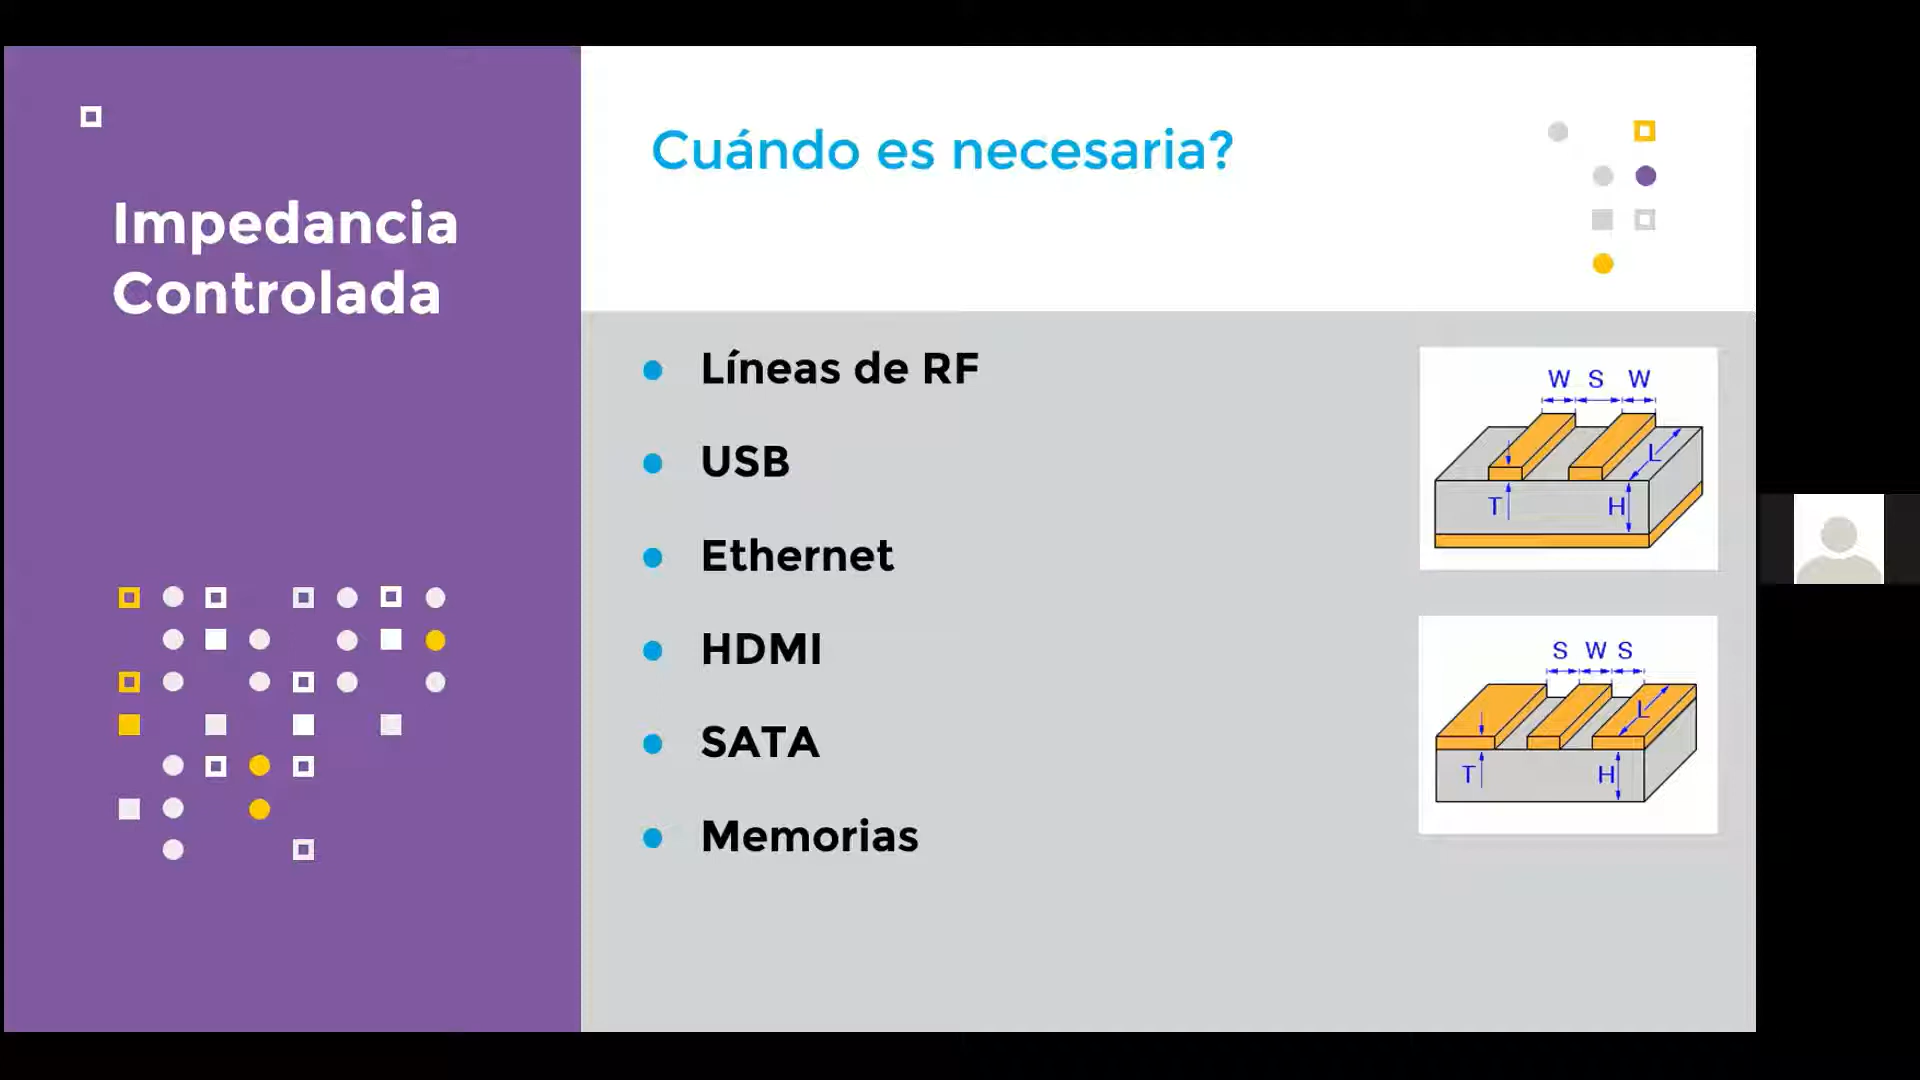 Impedancia
Controlada
Cuándo es necesaria?
Líneas de RF
USB
Ethernet
HDMI
SATA
Memorias
W S W
L
T H
S W S
L
T H